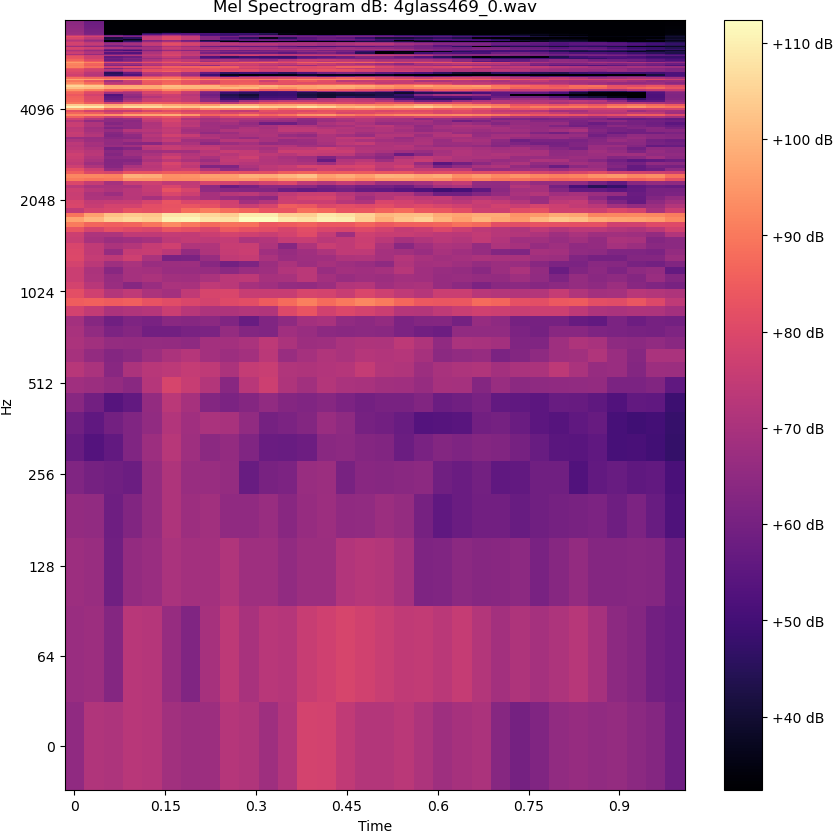 Mel Spectrogram dB: 4glass469_0.wav
+110 dB
4096
+100 dB
2048
+90 dB
1024
+80 dB
512
Hz
+70 dB
256
+60 dB
128
+50 dB
64
+40 dB
0
0 0.15 0.3 0.45 0.6 0.75 0.9
Time